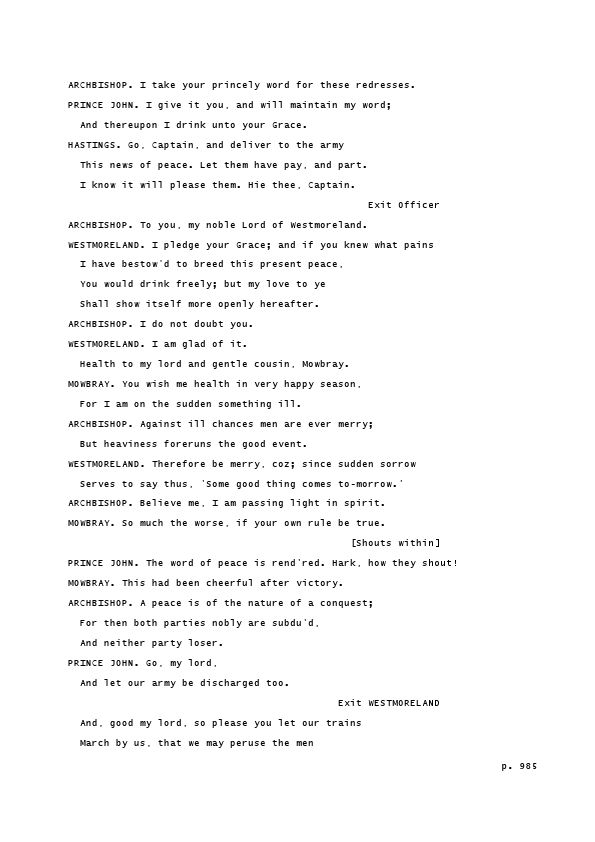 ARCHBISHOP. I take your princely word for these redresses.
PRINCE JOHN. I give it you, and will maintain my word;
And thereupon I drink unto your Grace.
HASTINGS. Go, Captain, and deliver to the army
This news of peace. Let them have pay, and part.
I know it will please them. Hie thee, Captain.
Exit Officer
ARCHBISHOP. To you, my noble Lord of Westmoreland.
WESTMORELAND. I pledge your Grace; and if you knew what pains
I have bestow'd to breed this present peace,
You would drink freely; but my love to ye
Shall show itself more openly hereafter.
ARCHBISHOP. I do not doubt you.
WESTMORELAND. I am glad of it.
Health to my lord and gentle cousin, Mowbray.
MOWBRAY. You wish me health in very happy season,
For I am on the sudden something ill.
ARCHBISHOP. Against ill chances men are ever merry;
But heaviness foreruns the good event.
WESTMORELAND. Therefore be merry, coz; since sudden sorrow
Serves to say thus, 'Some good thing comes to-morrow.'
ARCHBISHOP. Believe me, I am passing light in spirit.
MOWBRAY. So much the worse, if your own rule be true.
[Shouts within]
PRINCE JOHN. The word of peace is rend'red. Hark, how they shout!
MOWBRAY. This had been cheerful after victory.
ARCHBISHOP. A peace is of the nature of a conquest;
For then both parties nobly are subdu'd,
And neither party loser.
PRINCE JOHN. Go, my lord,
And let our army be discharged too.
Exit WESTMORELAND
And, good my lord, so please you let our trains
March by us, that we may peruse the men
p. 985